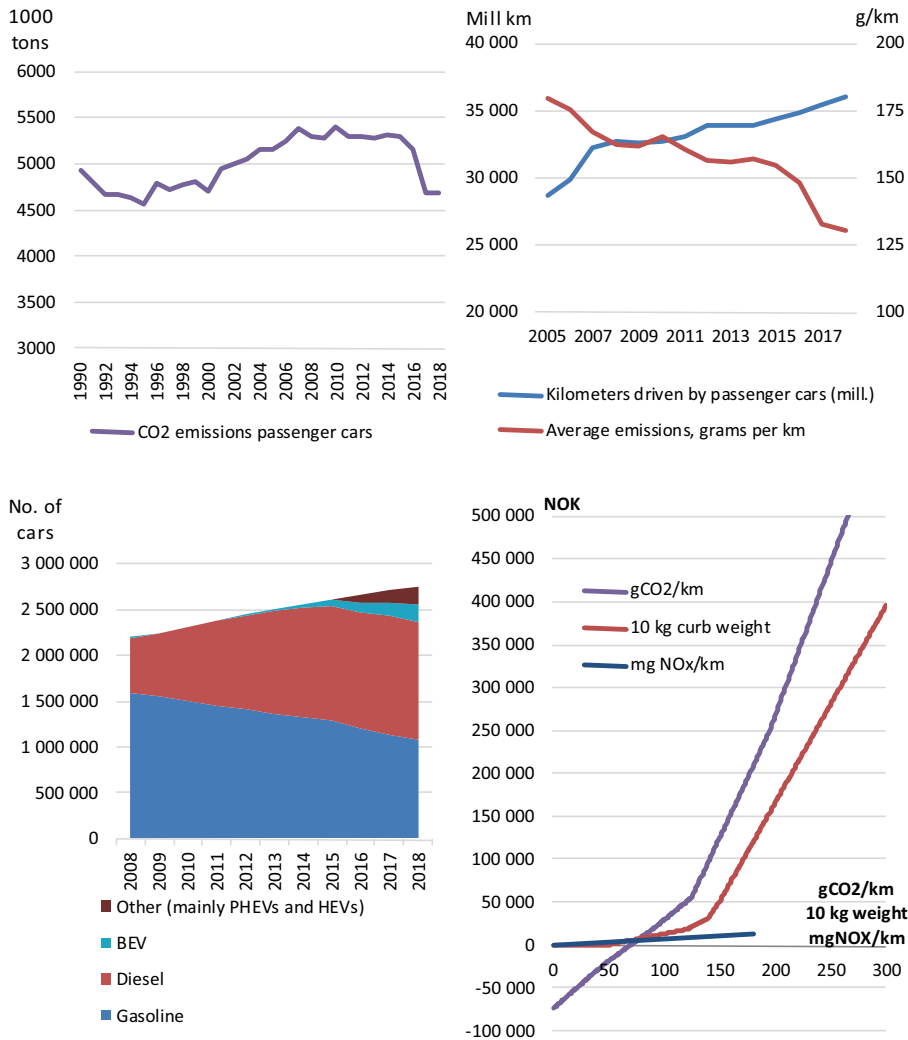 1000
tons
6000
5500
5000
4500
4000
3500
3000
1990
1992
1994
1996
1998
2000
2002
2004
2006
2008
2010
2012
2014
2016
2018
CO2 emissions passenger cars
Mill km
g/km
40 000
35 000
30 000
25 000
20 000
200
175
150
125
100
2005 2007 2009 2011 2013 2015 2017
Kilometers driven by passenger cars (mill.)
Average emissions, grams per km
No. of
cars
3 000 000
2 500 000
2 000 000
1 500 000
1 000 000
500 000
0
2008
2009
2010
2011
2012
2013
2014
2015
2016
2017
2018
Other (mainly PHEVs and HEVs)
BEV
Diesel
Gasoline
NOK
500 000
450 000
400 000
350 000
300 000
250 000
200 000
150 000
100 000
50 000
0
-50 000
-100 000
gCO2/km
10 kg curb weight
mg NOx/km
gCO2/km
10 kg weight
mgNOX/km
0 50 100 150 200 250 300